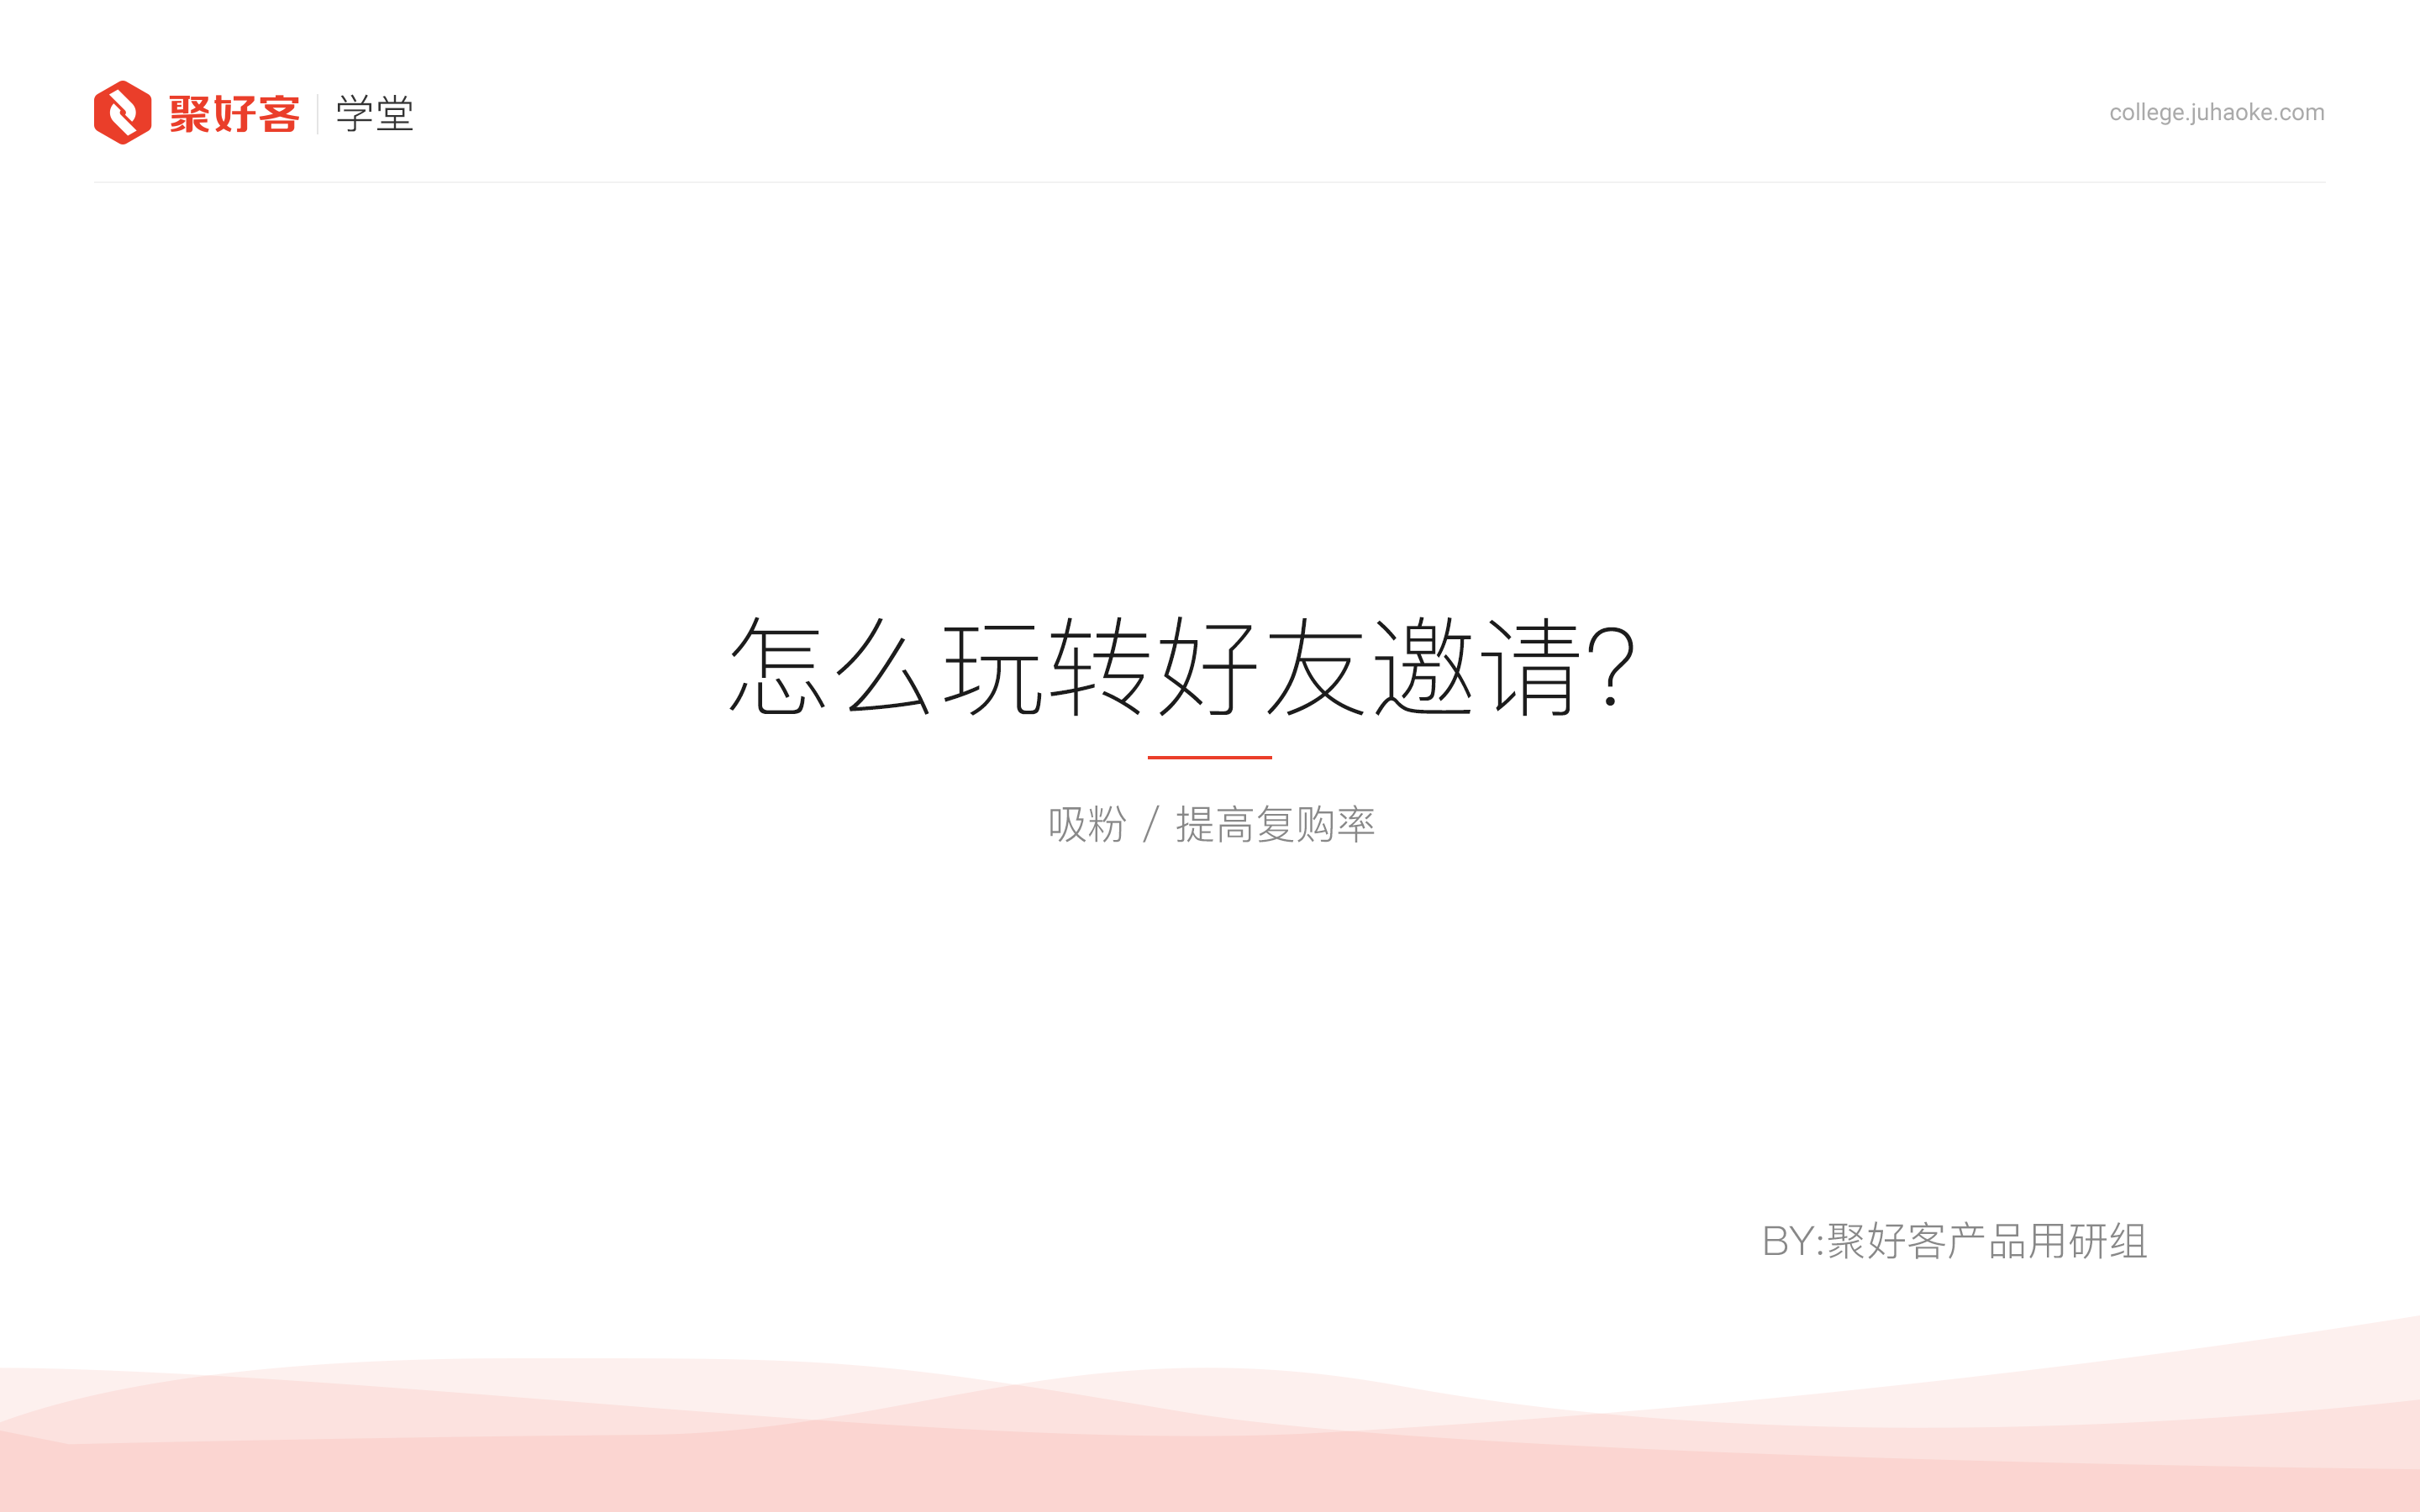 聚好客 学堂
college.juhaoke.com
怎么玩转好友邀请?
吸粉 / 提高复购率
BY:聚好客产品用研组